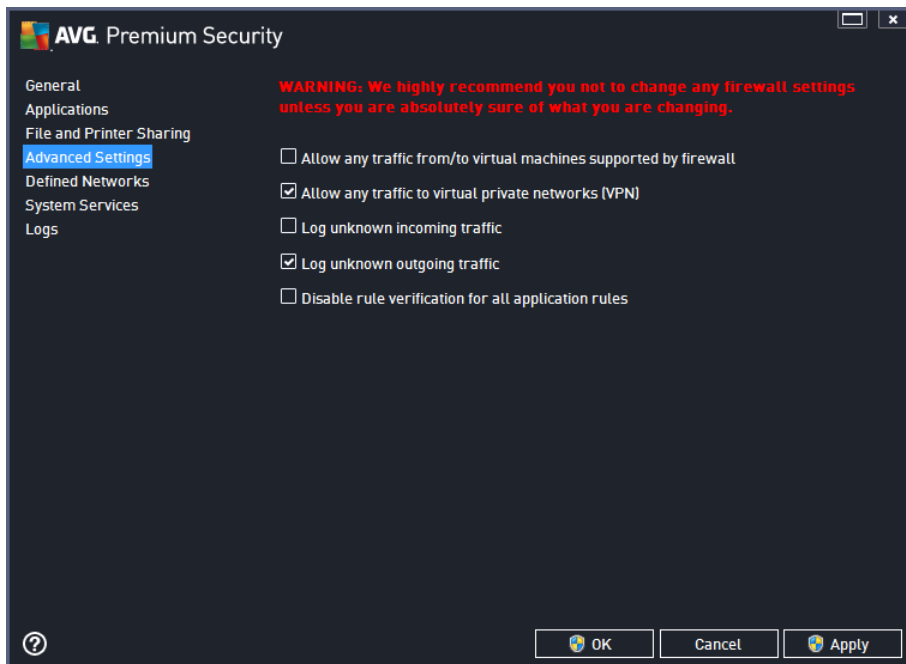 AVG. Premium Security
General
Applications
File and Printer Sharing
Advanced Settings
Defined Networks
System Services
Logs
WARNING: We highly recommend you not to change any firewall settings
unless you are absolutely sure of what you are changing.
Allow any traffic from/to virtual machines supported by firewall
Allow any traffic to virtual private networks (VPN)
Log unknown incoming traffic
Log unknown outgoing traffic
Disable rule verification for all application rules
?
OK
Cancel
Apply